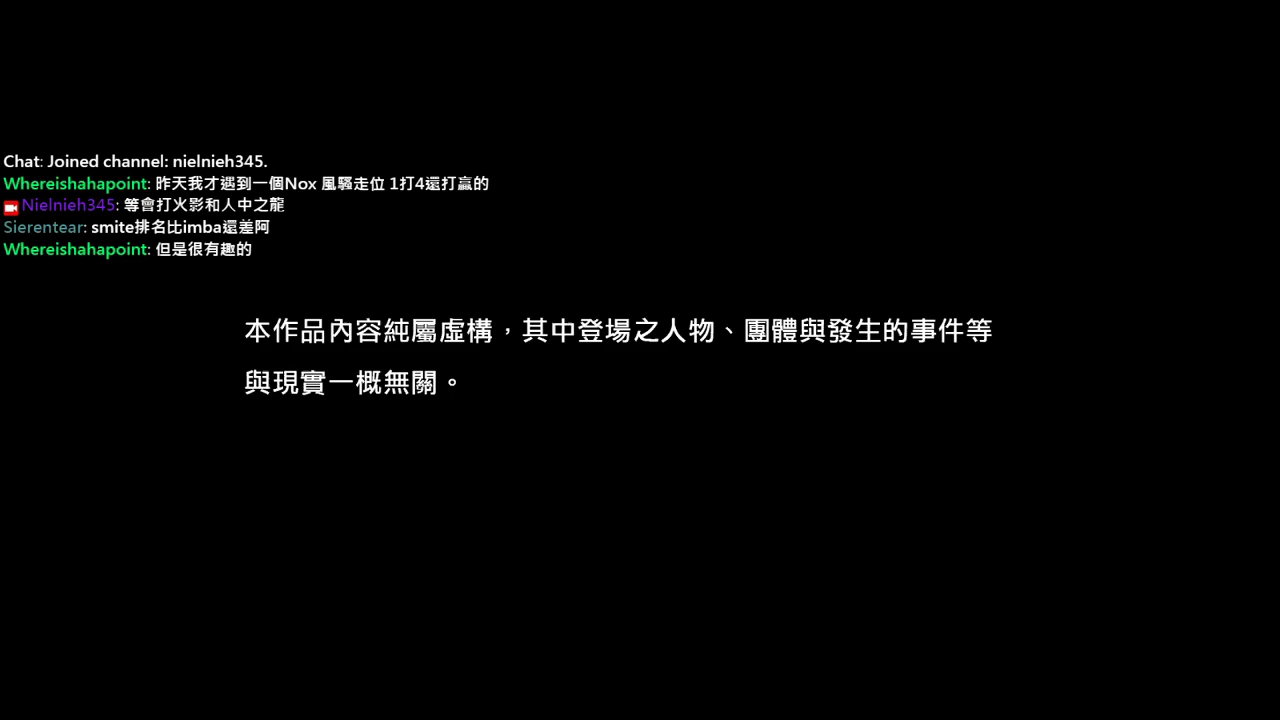 Chat: Joined channel: nielnieh345.
Whereishahapoint: 昨天我才遇到一個Nox 風騷走位 1打4還打贏的
Nielnieh345: 等會打火影和人中之龍
Sierentear: smite排名比imba還差阿
Whereishahapoint: 但是很有趣的
本作品內容純屬虛構，其中登場之人物、團體與發生的事件等
與現實一概無關。